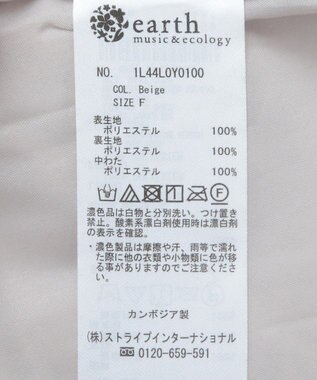 earth
music&ecology
NO. 1L44L0Y0100
COL. Beige
SIZE F
表生地
ポリエステル 100%
裏生地
ポリエステル 100%
中わた
ポリエステル 100%
F
濃色品は白物と分別洗い。つけ置き
禁止。酸素系漂白剤使用時は漂白剤
の表示を確認。
・濃色製品は摩擦や汗、雨等で濡れ
た際に他の衣類や小物類に色が移
る事がありますのでご注意くださ
い。
カンボジア製
(株)ストライプインターナショナル
0120-659-591